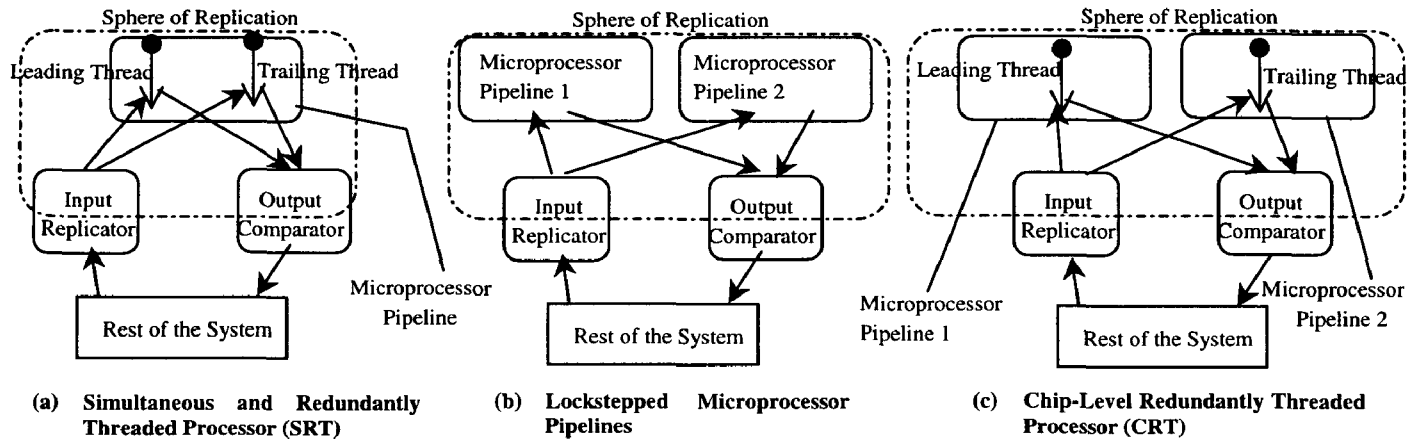 Sphere of Replication
Leading Thread
Trailing Thread
Input
Replicator
Output
Comparator
Microprocessor
Pipeline
Rest of the System
(a) Simultaneous and Redundantly
Threaded Processor (SRT)
Sphere of Replication
Microprocessor
Pipeline 1
Microprocessor
Pipeline 2
Input
Replicator
Output
Comparator
Rest of the System
(b) Lockstepped Microprocessor
Pipelines
Sphere of Replication
Leading Thread
Trailing Thread
Input
Replicator
Output
Comparator
Microprocessor
Pipeline 1
Microprocessor
Pipeline 2
Rest of the System
(c) Chip-Level Redundantly Threaded
Processor (CRT)